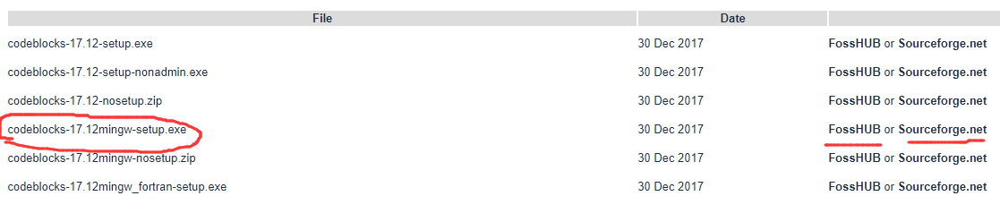 File Date
codeblocks-17.12-setup.exe 30 Dec 2017 FossHUB or Sourceforge.net
codeblocks-17.12-setup-nonadmin.exe 30 Dec 2017 FossHUB or Sourceforge.net
codeblocks-17.12-nosetup.zip 30 Dec 2017 FossHUB or Sourceforge.net
codeblocks-17.12mingw-setup.exe 30 Dec 2017 FossHUB or Sourceforge.net
codeblocks-17.12mingw-nosetup.zip 30 Dec 2017 FossHUB or Sourceforge.net
codeblocks-17.12mingw_fortran-setup.exe 30 Dec 2017 FossHUB or Sourceforge.net